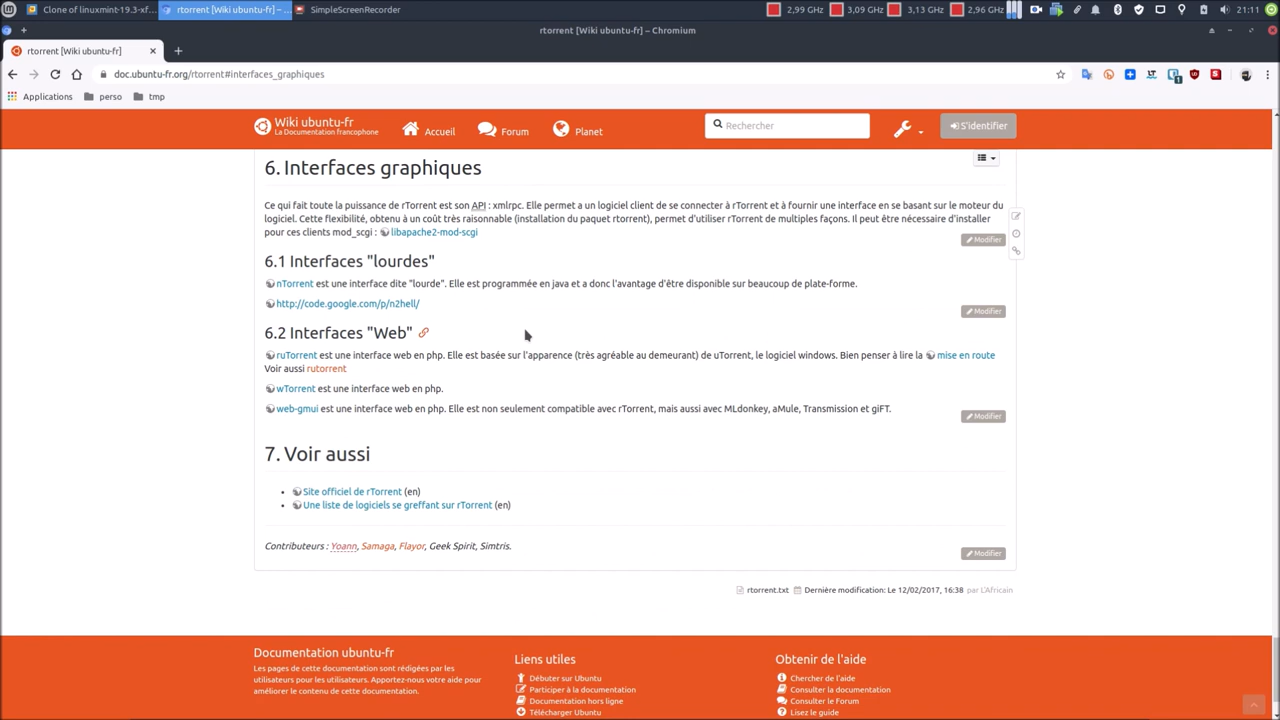 Clone of linuxmint-19.3-xf...
rtorrent [Wiki ubuntu-fr] – ...
SimpleScreenRecorder
2,99 GHz
3,09 GHz
3,13 GHz
2,96 GHz
21:11
rtorrent [Wiki ubuntu-fr] – Chromium
rtorrent [Wiki ubuntu-fr]
doc.ubuntu-fr.org/rtorrent#interfaces_graphiques
Applications
perso
tmp
Wiki ubuntu-fr
La Documentation francophone
Accueil
Forum
Planet
Rechercher
S'identifier
6. Interfaces graphiques
Ce qui fait toute la puissance de rTorrent est son API : xmlrpc. Elle permet a un logiciel client de se connecter à rTorrent et à fournir une interface en se basant sur le moteur du
logiciel. Cette flexibilité, obtenu à un coût très raisonnable (installation du paquet rtorrent), permet d'utiliser rTorrent de multiples façons. Il peut être nécessaire d'installer
pour ces clients mod_scgi : libapache2-mod-scgi
Modifier
6.1 Interfaces "lourdes"
nTorrent est une interface dite "lourde". Elle est programmée en java et a donc l'avantage d'être disponible sur beaucoup de plate-forme.
http://code.google.com/p/n2hell/
Modifier
6.2 Interfaces "Web"
ruTorrent est une interface web en php. Elle est basée sur l'apparence (très agréable au demeurant) de uTorrent, le logiciel windows. Bien penser à lire la mise en route
Voir aussi rutorrent
wTorrent est une interface web en php.
web-gmui est une interface web en php. Elle est non seulement compatible avec rTorrent, mais aussi avec MLdonkey, aMule, Transmission et giFT.
Modifier
7. Voir aussi
• Site officiel de rTorrent (en)
• Une liste de logiciels se greffant sur rTorrent (en)
Contributeurs : Yoann, Samaga, Flayor, Geek Spirit, Simtris.
Modifier
rtorrent.txt Dernière modification: Le 12/02/2017, 16:38 par L'Africain
Documentation ubuntu-fr
Les pages de cette documentation sont rédigées par les
utilisateurs pour les utilisateurs. Apportez-nous votre aide pour
améliorer le contenu de cette documentation.
Liens utiles
Débuter sur Ubuntu
Participer à la documentation
Documentation hors ligne
Télécharger Ubuntu
Obtenir de l'aide
Chercher de l'aide
Consulter la documentation
Consulter le Forum
Lisez le guide